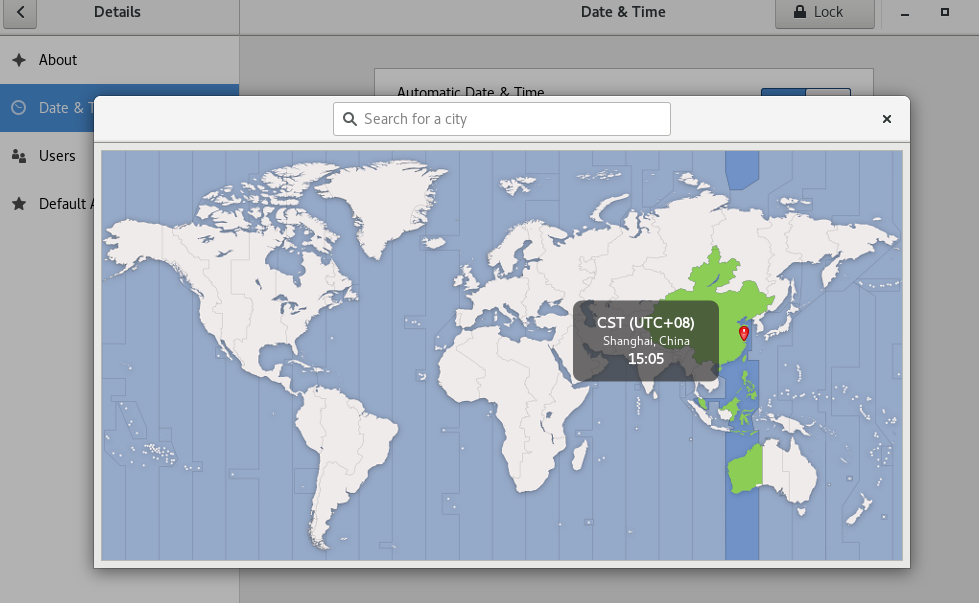 Details
Date & Time
Lock
About
Automatic Date & Time
Date & T
Search for a city
Users
Default A
CST (UTC+08)
Shanghai, China
15:05